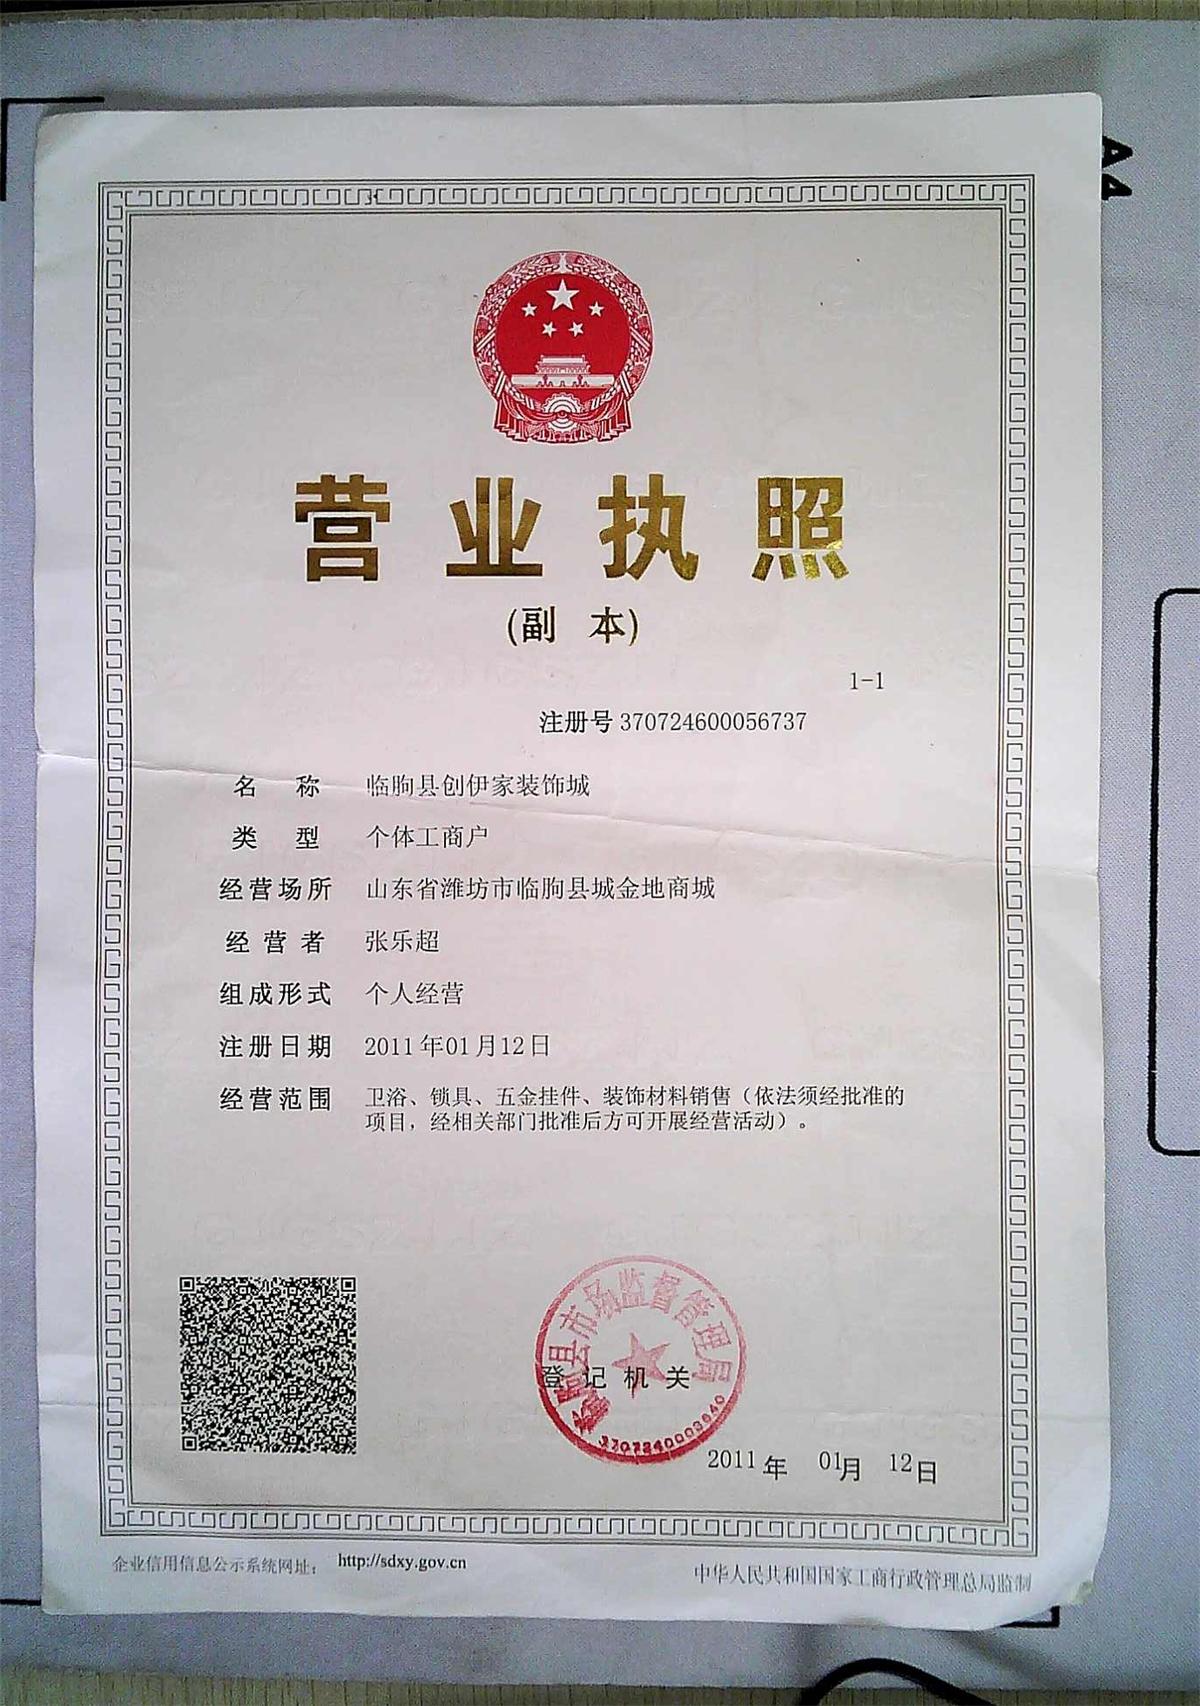 A4
营业执照
(副 本)
1-1
注册号 370724600056737
名 称 临朐县创伊家装饰城
类 型 个体工商户
经营场所 山东省潍坊市临朐县城金地商城
经营者 张乐超
组成形式 个人经营
注册日期 2011年01月12日
经营范围 卫浴、锁具、五金挂件、装饰材料销售（依法须经批准的
项目，经相关部门批准后方可开展经营活动）。
临朐县市场监督管理局
登记机关
3707240003640
2011 年 01月 12日
企业信用信息公示系统网址： http://sdxy.gov.cn
中华人民共和国国家工商行政管理总局监制